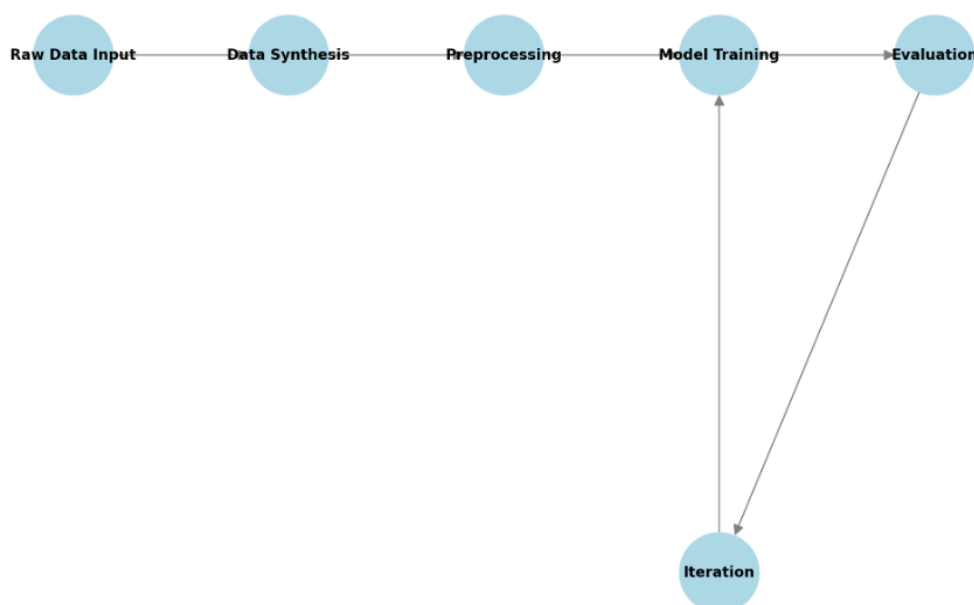 Raw Data Input
Data Synthesis
Preprocessing
Model Training
Evaluation
Iteration